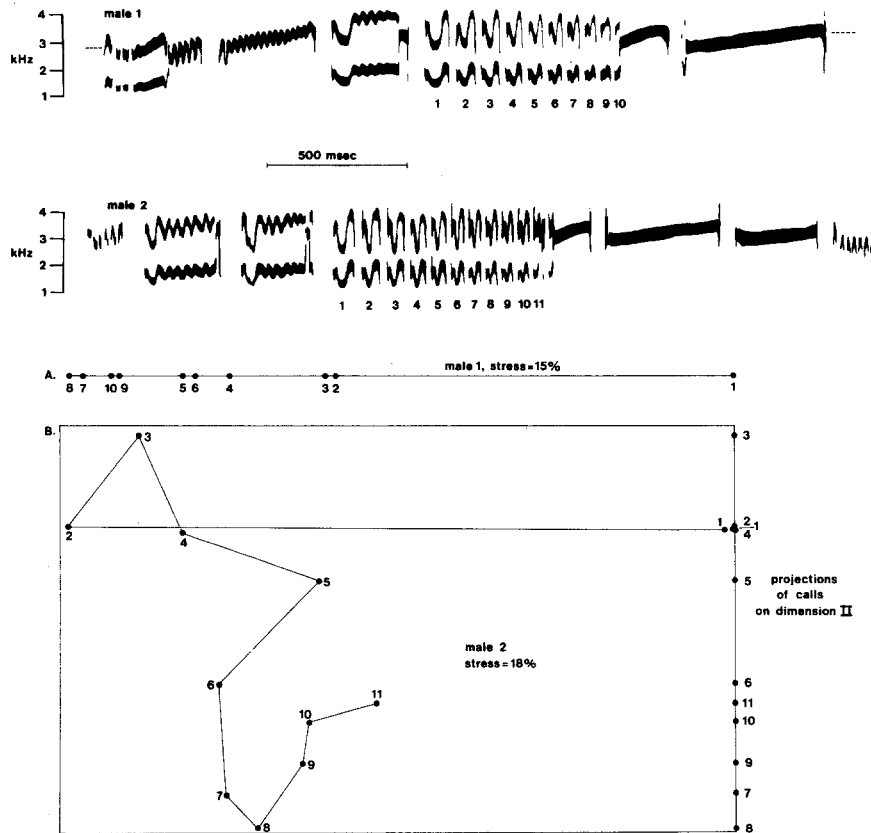 male 1
4
3
kHz
2
1
1 2 3 4 5 6 7 8 9 10
500 msec
male 2
4
3
kHz
2
1
1 2 3 4 5 6 7 8 9 10 11
A.
male 1, stress=15%
8 7 10 9 5 6 4 3 2 1
B.
3
3
2
4
1
2
1
4
5
5
projections
of calls
on dimension II
male 2
stress=18%
6
6
11
11
10
10
9
9
7
7
8
8